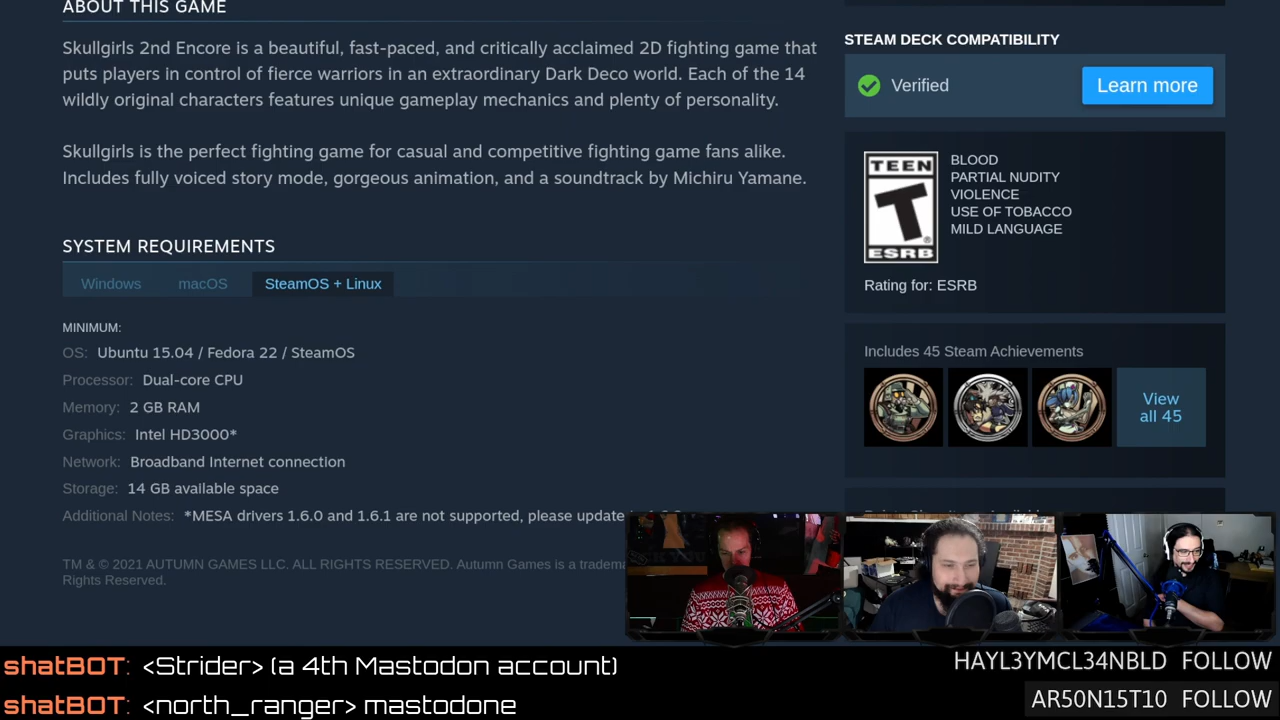 ABOUT THIS GAME
Skullgirls 2nd Encore is a beautiful, fast-paced, and critically acclaimed 2D fighting game that
puts players in control of fierce warriors in an extraordinary Dark Deco world. Each of the 14
wildly original characters features unique gameplay mechanics and plenty of personality.
Skullgirls is the perfect fighting game for casual and competitive fighting game fans alike.
Includes fully voiced story mode, gorgeous animation, and a soundtrack by Michiru Yamane.
SYSTEM REQUIREMENTS
Windows macOS SteamOS + Linux
MINIMUM:
OS: Ubuntu 15.04 / Fedora 22 / SteamOS
Processor: Dual-core CPU
Memory: 2 GB RAM
Graphics: Intel HD3000*
Network: Broadband Internet connection
Storage: 14 GB available space
Additional Notes: *MESA drivers 1.6.0 and 1.6.1 are not supported, please update
TM & © 2021 AUTUMN GAMES LLC. ALL RIGHTS RESERVED. Autumn Games is a tradema
Rights Reserved.
STEAM DECK COMPATIBILITY
Verified
Learn more
TEEN
T
ESRB
BLOOD
PARTIAL NUDITY
VIOLENCE
USE OF TOBACCO
MILD LANGUAGE
Rating for: ESRB
Includes 45 Steam Achievements
View
all 45
shatBOT: <Strider> (a 4th Mastodon account)
shatBOT: <north_ranger> mastodone
HAYL3YMCL34NBLD FOLLOW
AR50N15T10 FOLLOW